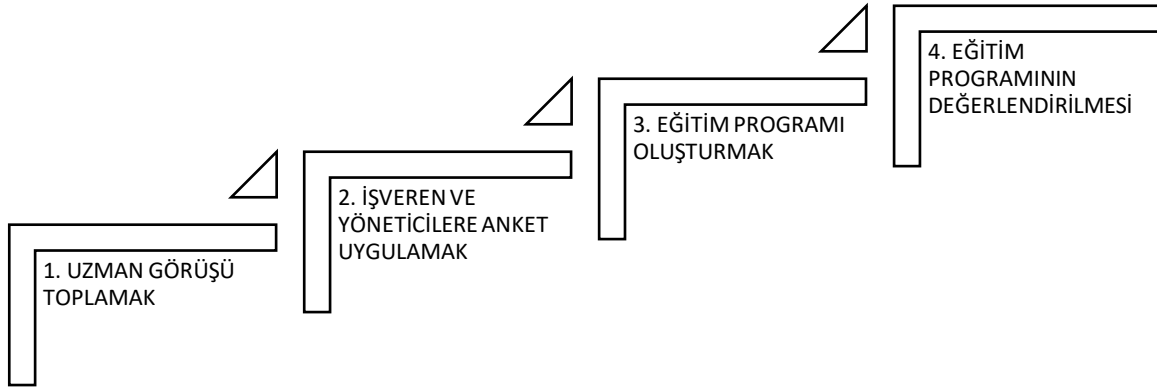 1. UZMAN GÖRÜŞÜ
TOPLAMAK
2. İŞVEREN VE
YÖNETİCİLERE ANKET
UYGULAMAK
3. EĞİTİM PROGRAMI
OLUŞTURMAK
4. EĞİTİM
PROGRAMININ
DEĞERLENDİRİLMESİ